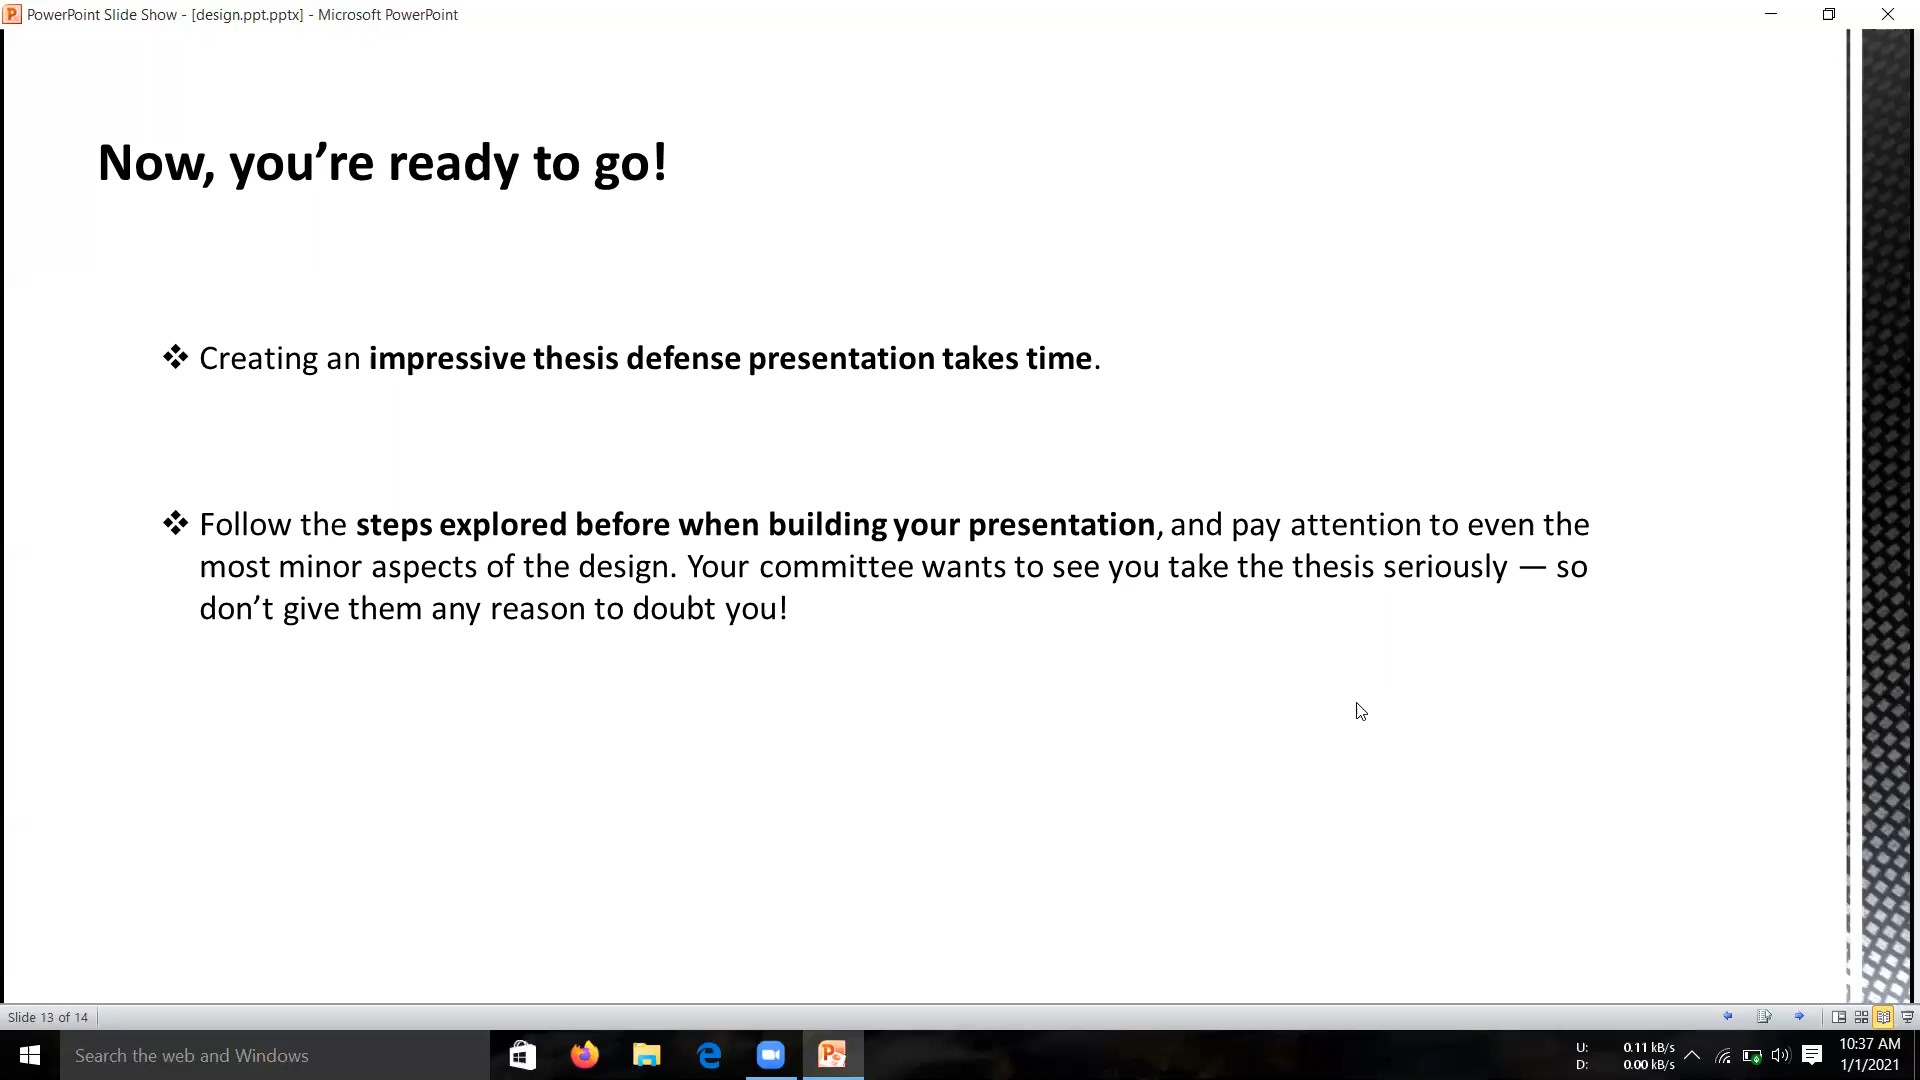 PowerPoint Slide Show - [design.ppt.pptx] - Microsoft PowerPoint
Now, you’re ready to go!
❖ Creating an impressive thesis defense presentation takes time.
❖ Follow the steps explored before when building your presentation, and pay attention to even the
most minor aspects of the design. Your committee wants to see you take the thesis seriously — so
don’t give them any reason to doubt you!
Slide 13 of 14
Search the web and Windows
U: 0.11 kB/s
D: 0.00 kB/s
10:37 AM
1/1/2021